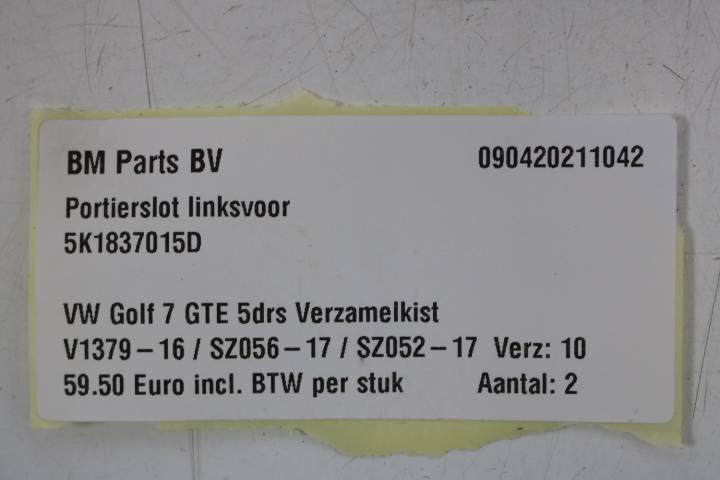 BM Parts BV 090420211042
Portierslot linksvoor
5K1837015D
VW Golf 7 GTE 5drs Verzamelkist
V1379-16 / SZ056-17 / SZ052-17 Verz: 10
59.50 Euro incl. BTW per stuk Aantal: 2